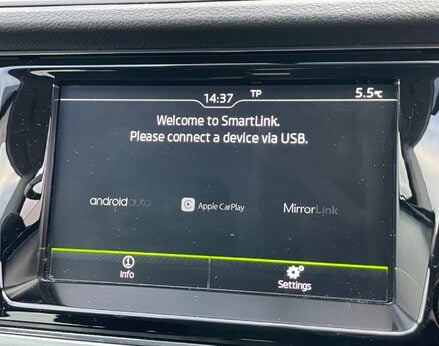 14:37 TP 5.5°C
Welcome to SmartLink.
Please connect a device via USB.
androidauto Apple CarPlay MirrorLink
Info Settings